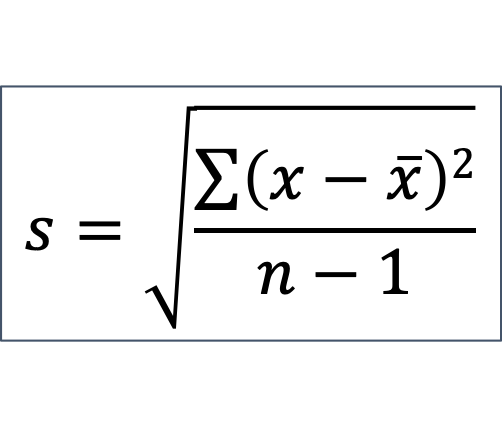 s = √(∑(x − x̄)² / (n − 1))